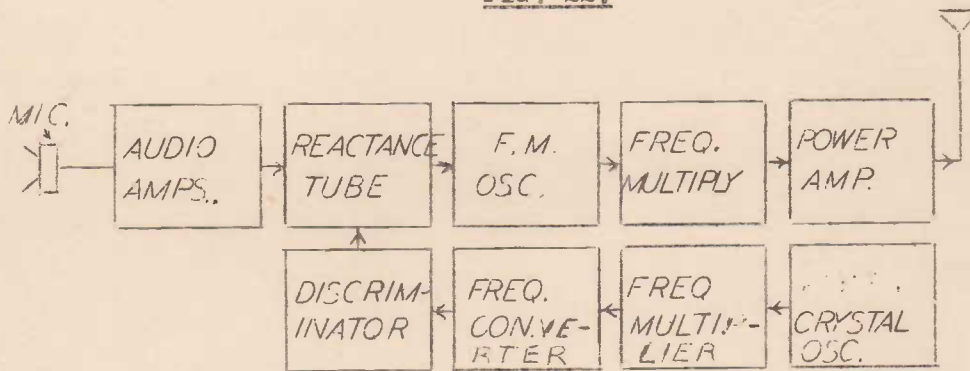 MIC.
AUDIO
AMPS..
REACTANCE
TUBE
F.M.
OSC.
FREQ.
MULTIPLY
POWER
AMP.
DISCRIM-
INATOR
FREQ.
CONVE-
RTER
FREQ
MULTIP-
LIER
CRYSTAL
OSC.